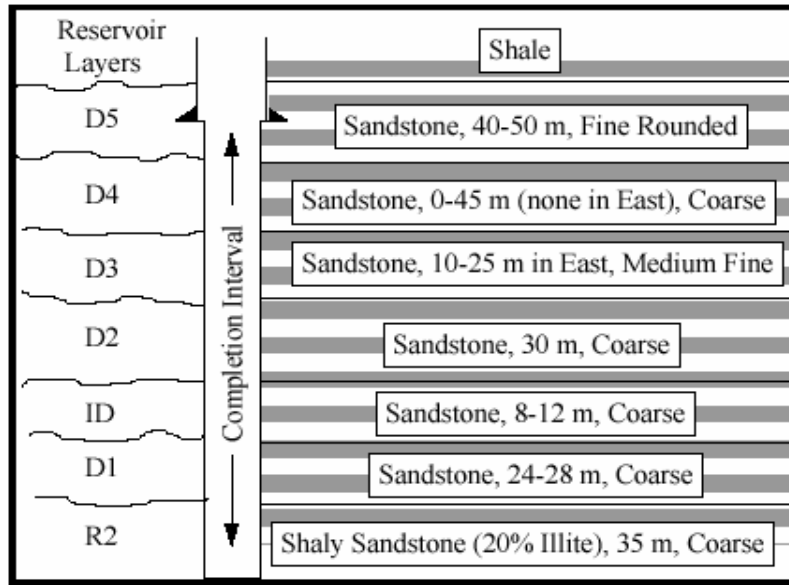 Reservoir
Layers
Shale
D5
Sandstone, 40-50 m, Fine Rounded
D4
Sandstone, 0-45 m (none in East), Coarse
D3
Sandstone, 10-25 m in East, Medium Fine
D2
Sandstone, 30 m, Coarse
ID
Sandstone, 8-12 m, Coarse
D1
Sandstone, 24-28 m, Coarse
R2
Shaly Sandstone (20% Illite), 35 m, Coarse
Completion Interval